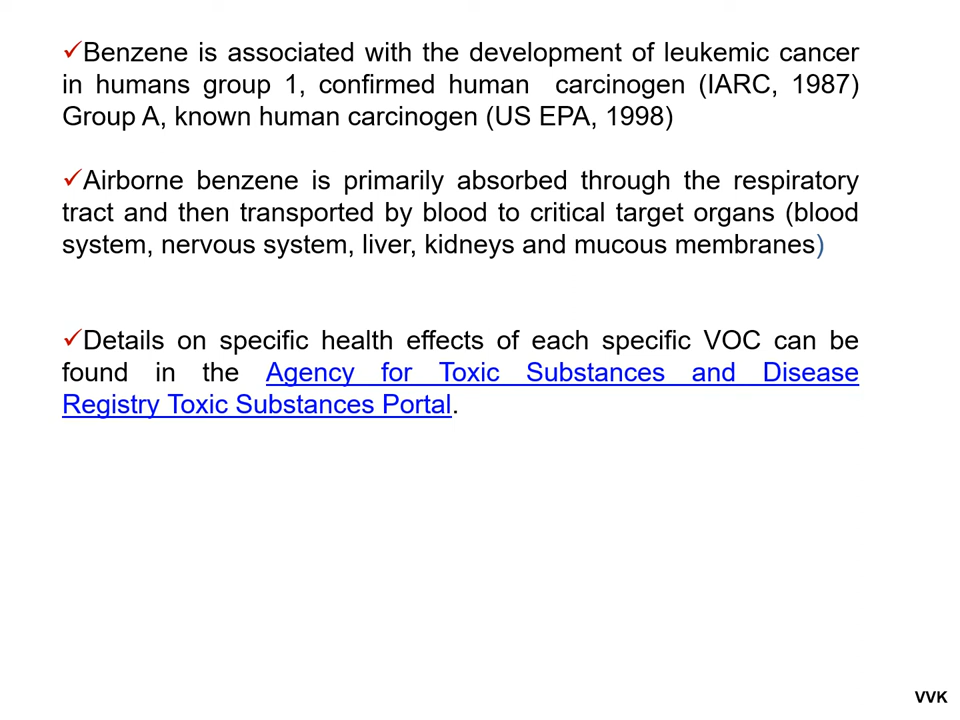 ✓Benzene is associated with the development of leukemic cancer
in humans group 1, confirmed human carcinogen (IARC, 1987)
Group A, known human carcinogen (US EPA, 1998)
✓Airborne benzene is primarily absorbed through the respiratory
tract and then transported by blood to critical target organs (blood
system, nervous system, liver, kidneys and mucous membranes)
✓Details on specific health effects of each specific VOC can be
found in the Agency for Toxic Substances and Disease
Registry Toxic Substances Portal.
VVK